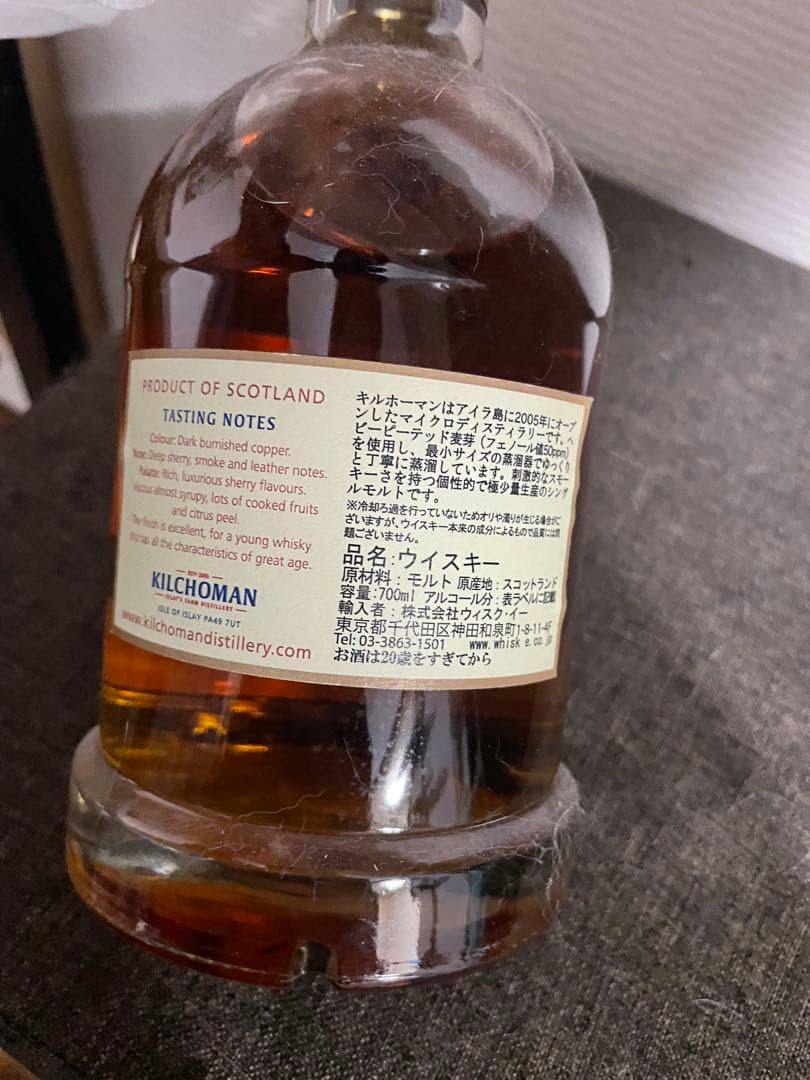 PRODUCT OF SCOTLAND
TASTING NOTES
Colour: Dark burnished copper.
Nose: Deep sherry, smoke and leather notes.
Palate: Rich, luxurious sherry flavours.
Viscous almost syrupy, lots of cooked fruits
and citrus peel.
The finish is excellent, for a young whisky
this has all the characteristics of great age.
ESTD 2005
KILCHOMAN
ISLAY'S FARM DISTILLERY
ISLE OF ISLAY PA49 7UT
www.kilchomandistillery.com
キルホーマンはアイラ島に2005年にオープ
ンしたマイクロディスティラリーです。ヘ
ビーピーテッド麦芽（フェノール値50ppm）
を使用し、最小サイズの蒸溜器でゆっくり
と丁寧に蒸溜しています。刺激的なスモー
キーさを持つ個性的で極少量生産のシング
ルモルトです。
※冷却ろ過を行っていないためオリや濁りが生じる場合がご
ざいますが、ウイスキー本来の成分によるもので品質には問
題ございません。
品名：ウイスキー
原材料：モルト 原産地：スコットランド
容量：700ml アルコール分：表ラベルに記載
輸入者：株式会社ウィスク・イー
東京都千代田区神田和泉町1-8-11-4F
Tel: 03-3863-1501 www.whisk-e.co.jp
お酒は20歳をすぎてから